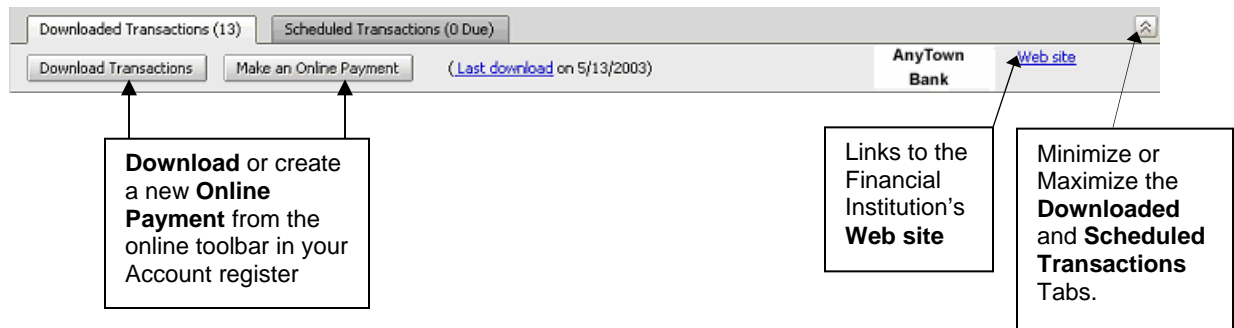 Downloaded Transactions (13)
Scheduled Transactions (0 Due)
Download Transactions
Make an Online Payment
(Last download on 5/13/2003)
AnyTown
Bank
Web site
Download or create
a new Online
Payment from the
online toolbar in your
Account register
Links to the
Financial
Institution’s
Web site
Minimize or
Maximize the
Downloaded
and Scheduled
Transactions
Tabs.